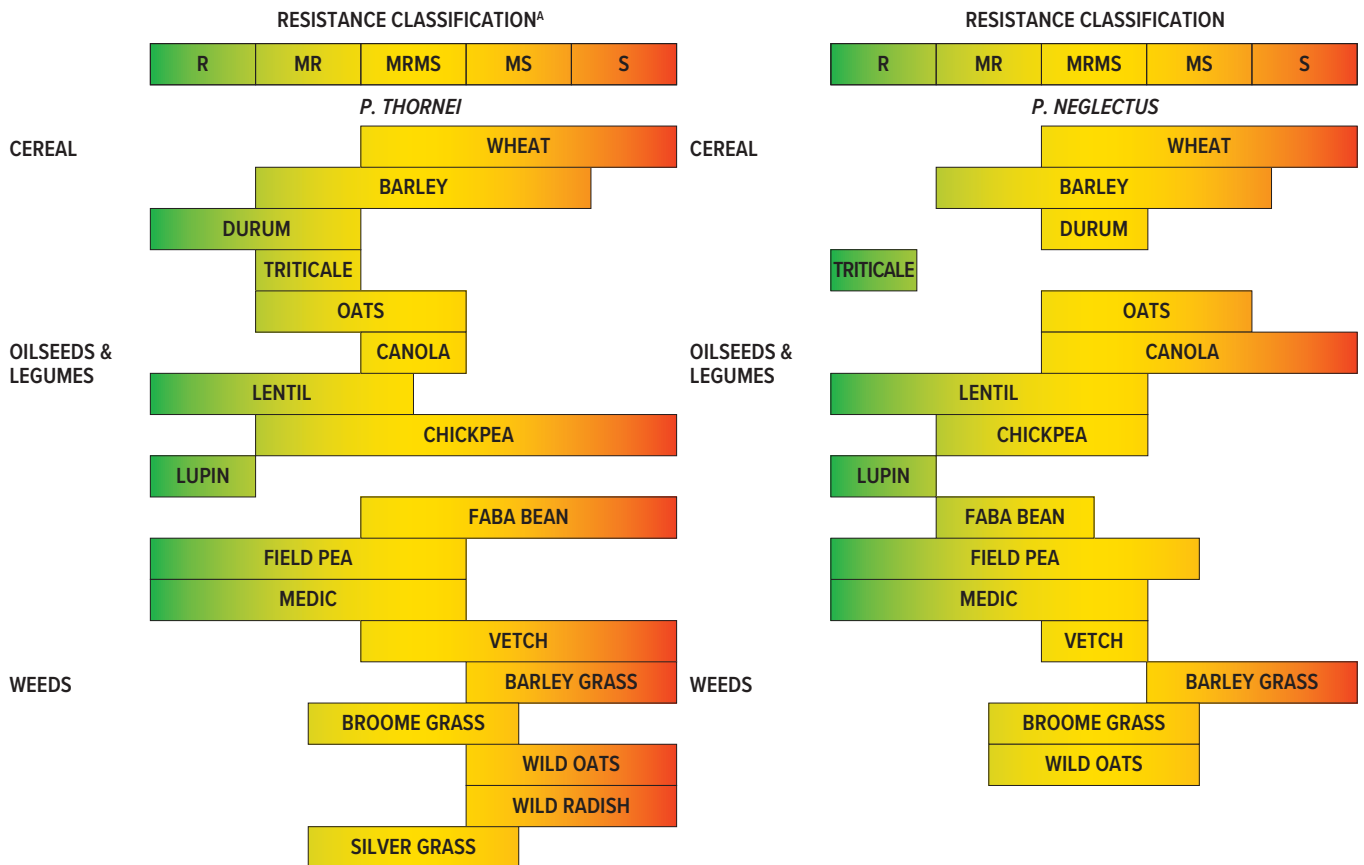 RESISTANCE CLASSIFICATIONᴬ
R MR MRMS MS S
P. THORNEI
CEREAL
WHEAT
BARLEY
DURUM
TRITICALE
OATS
OILSEEDS &
LEGUMES
CANOLA
LENTIL
CHICKPEA
LUPIN
FABA BEAN
FIELD PEA
MEDIC
VETCH
WEEDS
BARLEY GRASS
BROOME GRASS
WILD OATS
WILD RADISH
SILVER GRASS
RESISTANCE CLASSIFICATION
R MR MRMS MS S
P. NEGLECTUS
CEREAL
WHEAT
BARLEY
DURUM
TRITICALE
OATS
OILSEEDS &
LEGUMES
CANOLA
LENTIL
CHICKPEA
LUPIN
FABA BEAN
FIELD PEA
MEDIC
VETCH
WEEDS
BARLEY GRASS
BROOME GRASS
WILD OATS